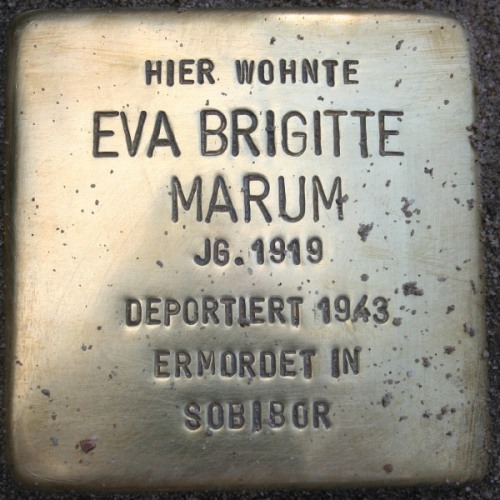 HIER WOHNTE
EVA BRIGITTE
MARUM
JG. 1919
DEPORTIERT 1943
ERMORDET IN
SOBIBOR